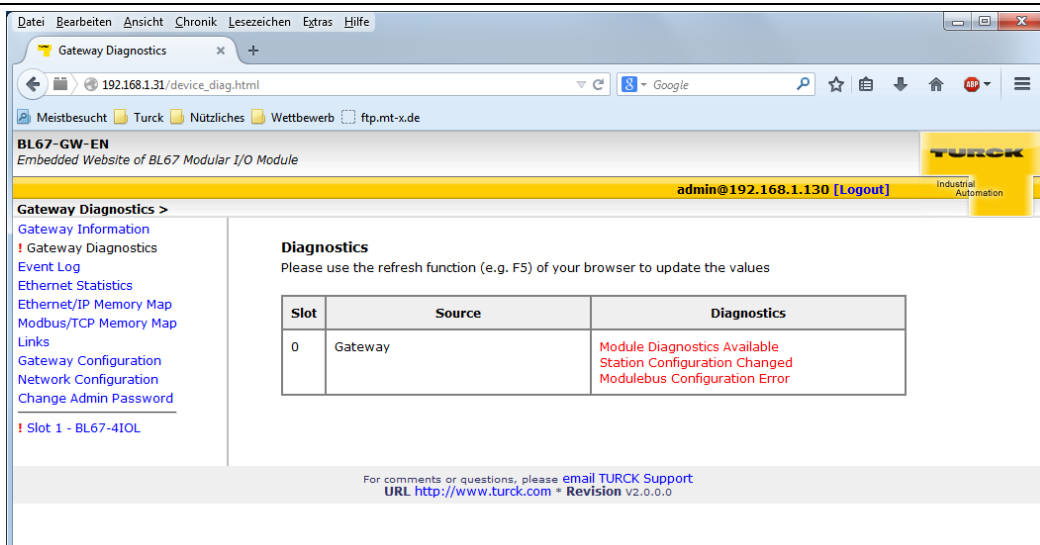 Datei Bearbeiten Ansicht Chronik Lesezeichen Extras Hilfe
Gateway Diagnostics × +
192.168.1.31/device_diag.html
8 Google
ABP
Meistbesucht Turck Nützliches Wettbewerb ftp.mt-x.de
BL67-GW-EN
Embedded Website of BL67 Modular I/O Module
TURCK
Industrial
Automation
admin@192.168.1.130 [Logout]
Gateway Diagnostics >
Gateway Information
! Gateway Diagnostics
Event Log
Ethernet Statistics
Ethernet/IP Memory Map
Modbus/TCP Memory Map
Links
Gateway Configuration
Network Configuration
Change Admin Password
! Slot 1 - BL67-4IOL
Diagnostics
Please use the refresh function (e.g. F5) of your browser to update the values
Slot Source Diagnostics
0 Gateway Module Diagnostics Available
Station Configuration Changed
Modulebus Configuration Error
For comments or questions, please email TURCK Support
URL http://www.turck.com * Revision V2.0.0.0